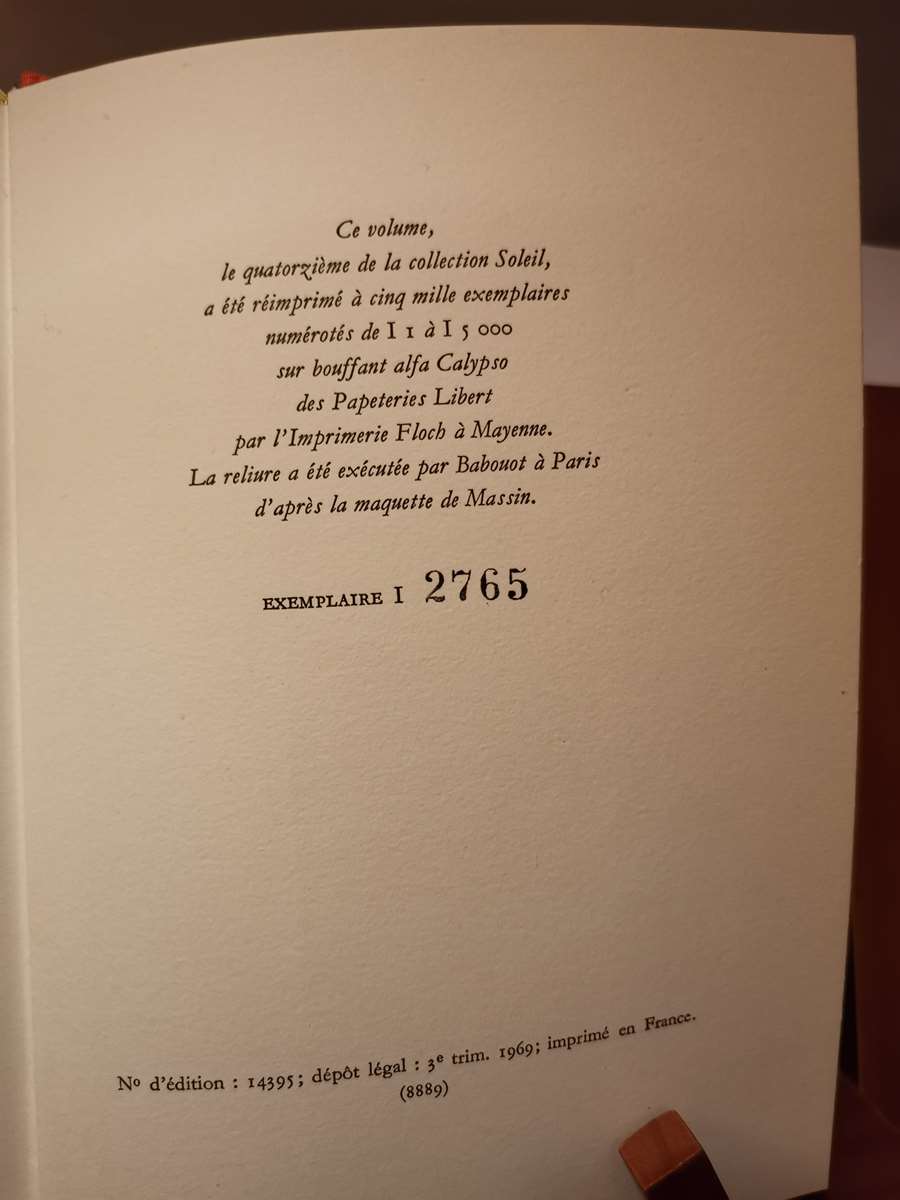 Ce volume,
le quatorzième de la collection Soleil,
a été réimprimé à cinq mille exemplaires
numérotés de I 1 à I 5 000
sur bouffant alfa Calypso
des Papeteries Libert
par l'Imprimerie Floch à Mayenne.
La reliure a été exécutée par Babouot à Paris
d'après la maquette de Massin.
EXEMPLAIRE I 2765
Nº d'édition : 14395; dépôt légal : 3ᵉ trim. 1969; imprimé en France.
(8889)